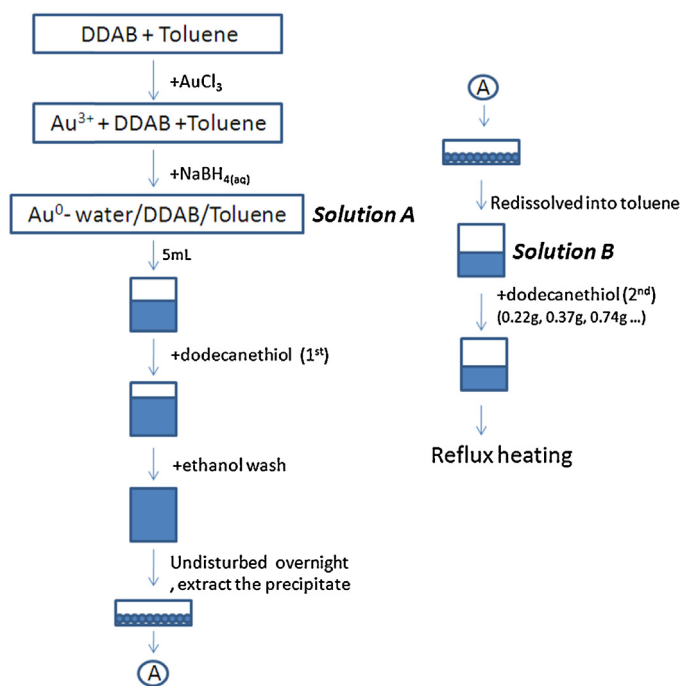 DDAB + Toluene
+AuCl₃
Au³⁺ + DDAB +Toluene
+NaBH₄₍ₐq₎
Au⁰- water/DDAB/Toluene
Solution A
5mL
+dodecanethiol (1ˢᵗ)
+ethanol wash
Undisturbed overnight
, extract the precipitate
A
A
Redissolved into toluene
Solution B
+dodecanethiol (2ⁿᵈ)
(0.22g, 0.37g, 0.74g ...)
Reflux heating